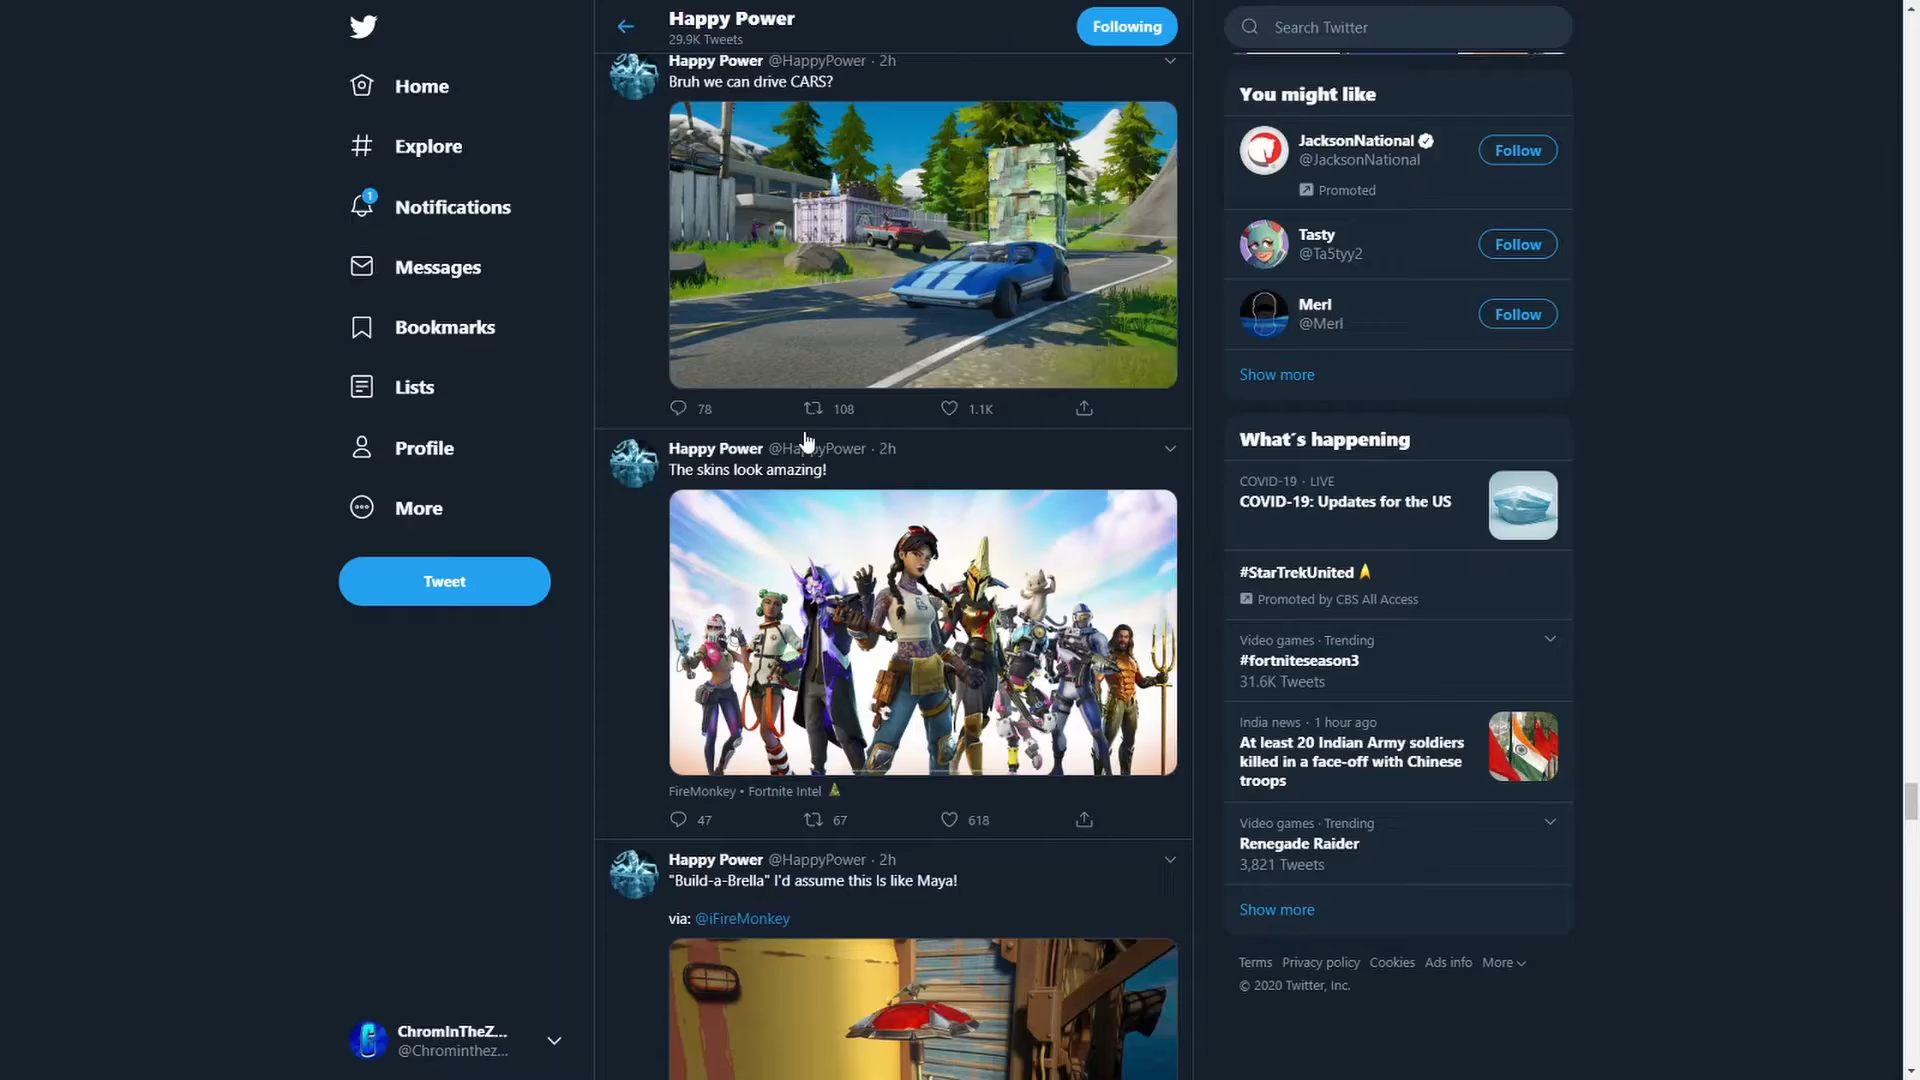 Home
Explore
1
Notifications
Messages
Bookmarks
Lists
Profile
More
Tweet
ChromInTheZ...
@Chrominthez...
Happy Power
29.9K Tweets
Following
Happy Power @HappyPower · 2h
Bruh we can drive CARS?
78
108
1.1K
Happy Power @HappyPower · 2h
The skins look amazing!
FireMonkey • Fortnite Intel
47
67
618
Happy Power @HappyPower · 2h
"Build-a-Brella" I'd assume this Is like Maya!
via: @iFireMonkey
Search Twitter
You might like
JacksonNational
@JacksonNational
Follow
Promoted
Tasty
@Ta5tyy2
Follow
Merl
@Merl
Follow
Show more
What´s happening
COVID-19 · LIVE
COVID-19: Updates for the US
#StarTrekUnited
Promoted by CBS All Access
Video games · Trending
#fortniteseason3
31.6K Tweets
India news · 1 hour ago
At least 20 Indian Army soldiers
killed in a face-off with Chinese
troops
Video games · Trending
Renegade Raider
3,821 Tweets
Show more
Terms Privacy policy Cookies Ads info More
© 2020 Twitter, Inc.